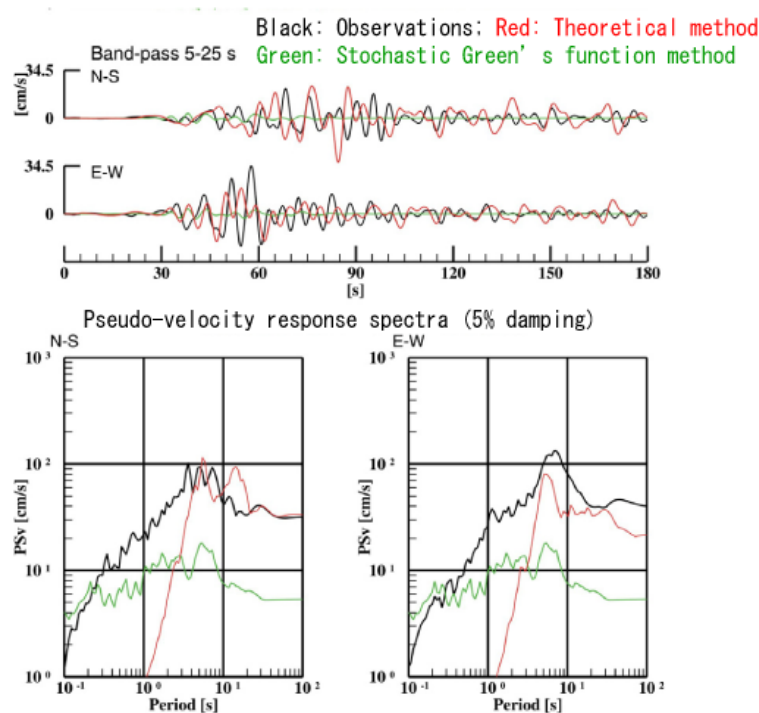 Black: Observations; Red: Theoretical method
Band-pass 5-25 s Green: Stochastic Green's function method
34.5 N-S
[cm/s]
0
34.5 E-W
0
0 30 60 90 120 150 180
[s]
Pseudo-velocity response spectra (5% damping)
N-S E-W
10³ 10³
10² 10²
PSv [cm/s] PSv [cm/s]
10¹ 10¹
10⁰ 10⁰
10⁻¹ 10⁰ 10¹ 10² 10⁻¹ 10⁰ 10¹ 10²
Period [s] Period [s]